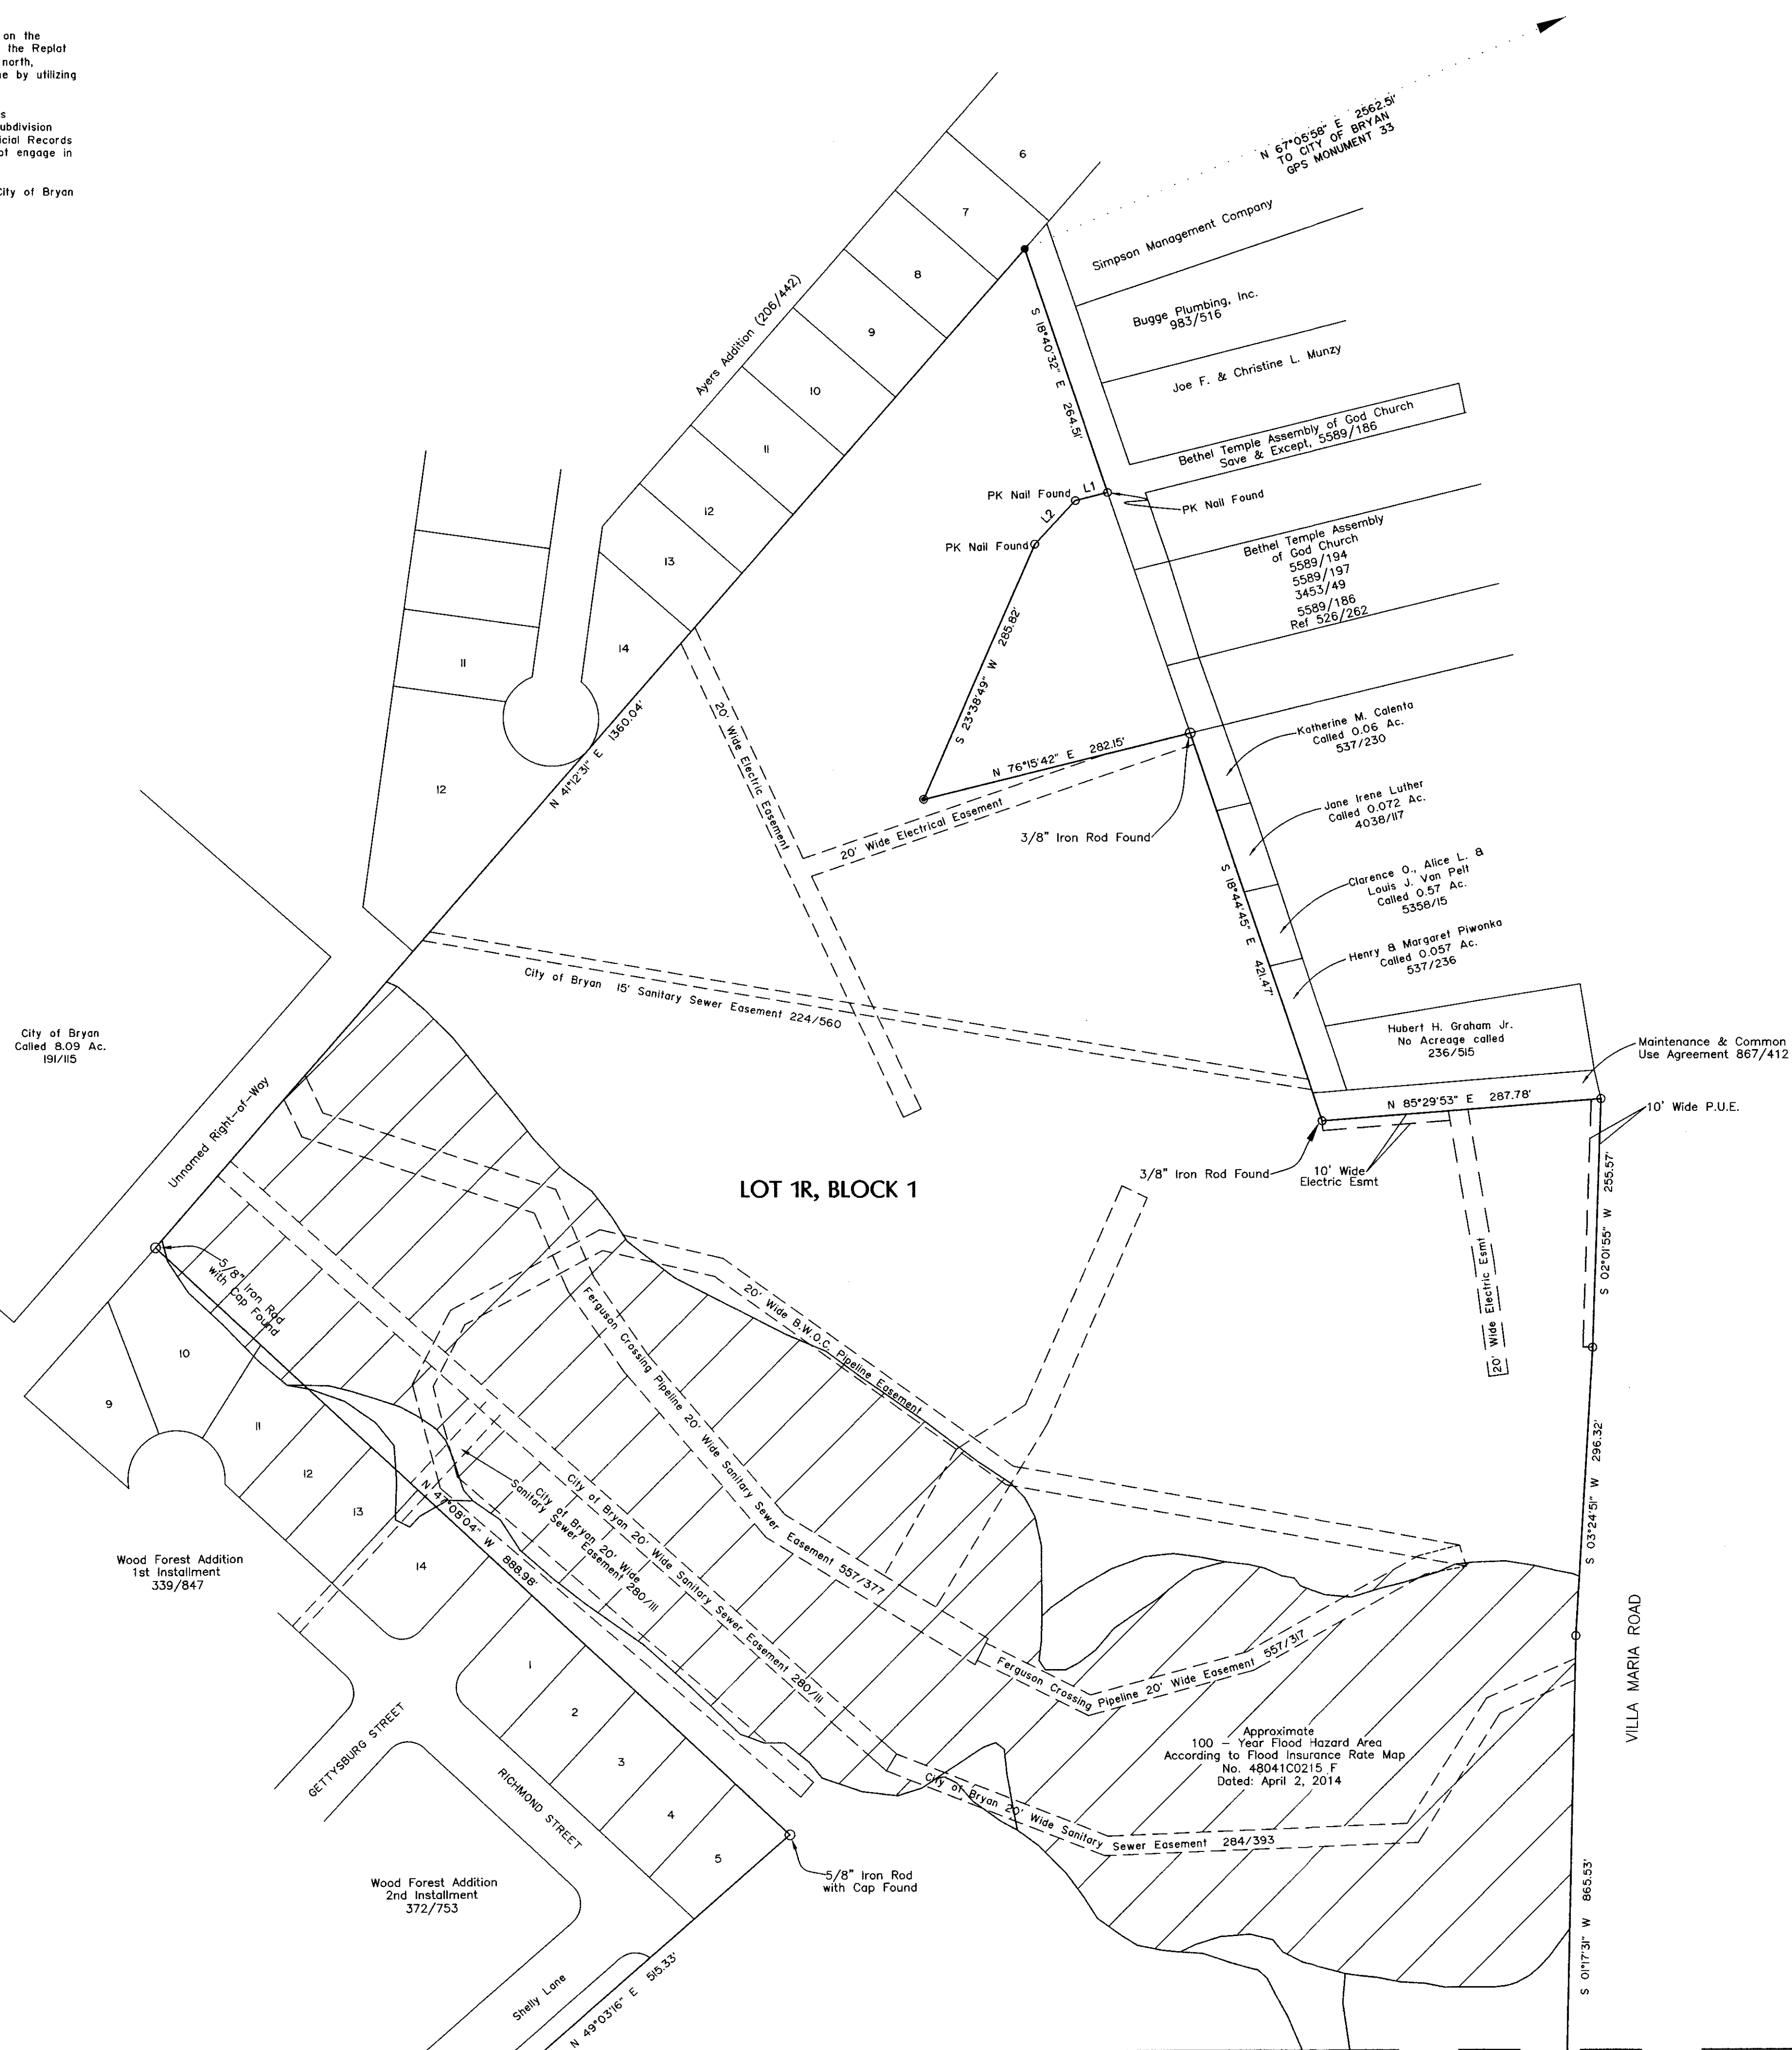 on the
the Replat
north,
e by utilizing
s
ubdivision
icial Records
ot engage in
City of Bryan
N 67°05'58" E 2562.51'
TO CITY OF BRYAN
GPS MONUMENT 33
6
7
8
9
10
11
12
13
14
Ayers Addition (206/442)
Simpson Management Company
Bugge Plumbing, Inc.
983/516
Joe F. & Christine L. Munzy
Bethel Temple Assembly of God Church
Save & Except, 5589/186
S 18°40'32" E 264.51'
PK Nail Found
L1
PK Nail Found
L2
PK Nail Found
Bethel Temple Assembly
of God Church
5589/194
5589/197
3453/49
5589/186
Ref 526/262
S 23°38'49" W 285.82'
N 76°15'42" E 282.15'
20' Wide Electric Easement
20' Wide Electrical Easement
3/8" Iron Rod Found
11
12
N 41°12'31" E 1360.04'
Katherine M. Calenta
Called 0.06 Ac.
537/230
Jane Irene Luther
Called 0.072 Ac.
4038/117
Clarence O., Alice L. &
Louis J. Van Pelt
Called 0.57 Ac.
5358/15
Henry & Margaret Piwonka
Called 0.057 Ac.
537/236
S 18°44'45" E 421.47'
City of Bryan 15' Sanitary Sewer Easement 224/560
City of Bryan
Called 8.09 Ac.
191/115
Unnamed Right-of-Way
Hubert H. Graham Jr.
No Acreage called
236/515
Maintenance & Common
Use Agreement 867/412
N 85°29'53" E 287.78'
10' Wide P.U.E.
3/8" Iron Rod Found
10' Wide
Electric Esmt
S 02°01'55" W 255.57'
20' Wide Electric Esmt
LOT 1R, BLOCK 1
5/8" Iron Rod
with Cap Found
20' Wide B.W.O.C. Pipeline Easement
Ferguson Crossing Pipeline 20' Wide Sanitary Sewer Easement 557/377
9
10
11
12
13
14
City of Bryan 20' Wide Sanitary Sewer Easement 280/111
City of Bryan 20' Wide
Sanitary Sewer Easement 280/111
N 47°08'04" W 888.98'
S 03°24'51" W 296.32'
Wood Forest Addition
1st Installment
339/847
Ferguson Crossing Pipeline 20' Wide Easement 557/317
VILLA MARIA ROAD
1
2
3
4
5
GETTYSBURG STREET
RICHMOND STREET
Approximate
100 - Year Flood Hazard Area
According to Flood Insurance Rate Map
No. 48041C0215 F
Dated: April 2, 2014
City of Bryan 20' Wide Sanitary Sewer Easement 284/393
5/8" Iron Rod
with Cap Found
Wood Forest Addition
2nd Installment
372/753
S 01°17'31" W 865.53'
Shelly Lane
N 49°03'16" E 515.33'